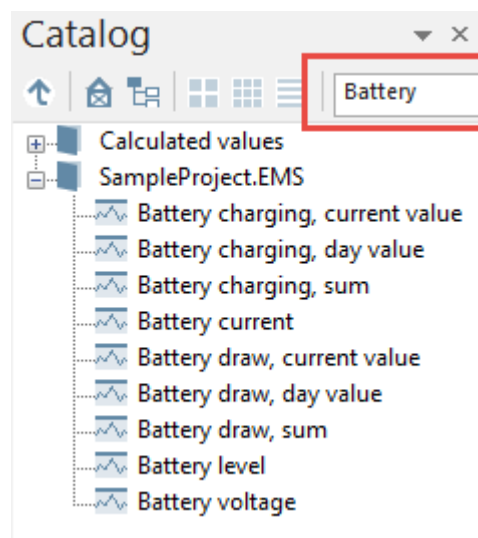 Catalog
Battery
Calculated values
SampleProject.EMS
Battery charging, current value
Battery charging, day value
Battery charging, sum
Battery current
Battery draw, current value
Battery draw, day value
Battery draw, sum
Battery level
Battery voltage